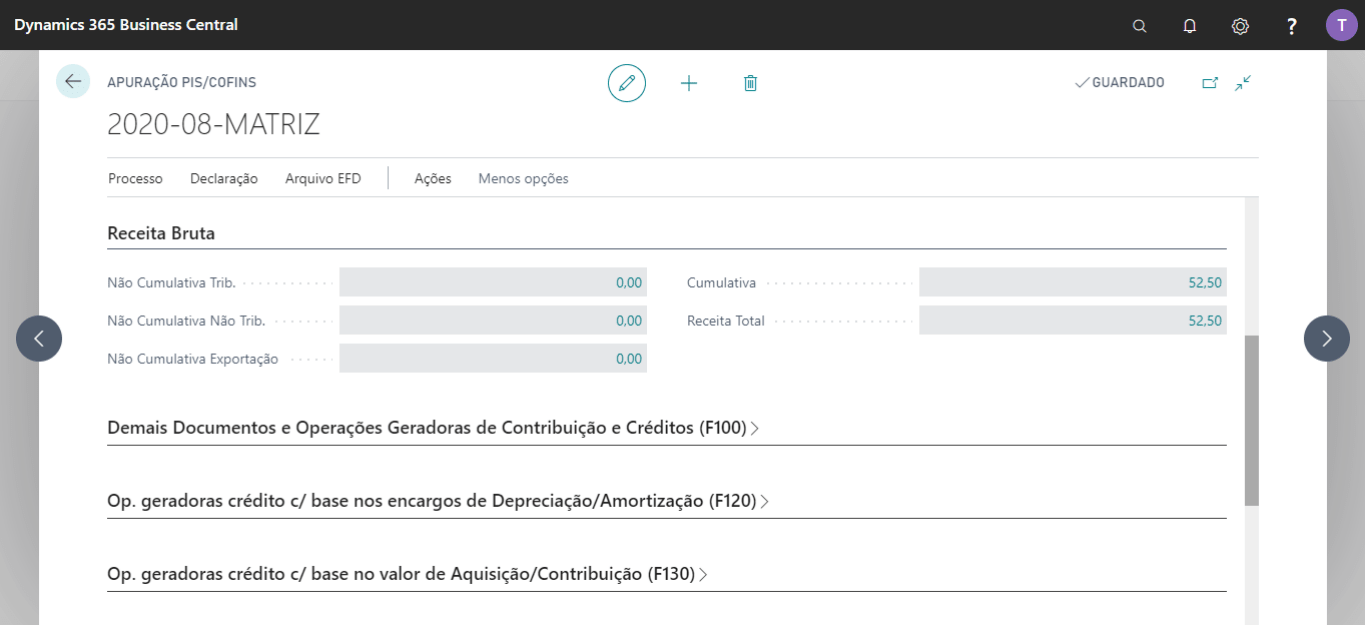 Dynamics 365 Business Central
?
T
APURAÇÃO PIS/COFINS
GUARDADO
2020-08-MATRIZ
Processo Declaração Arquivo EFD Ações Menos opções
Receita Bruta
Não Cumulativa Trib. 0,00 Cumulativa 52,50
Não Cumulativa Não Trib. 0,00 Receita Total 52,50
Não Cumulativa Exportação 0,00
Demais Documentos e Operações Geradoras de Contribuição e Créditos (F100)
Op. geradoras crédito c/ base nos encargos de Depreciação/Amortização (F120)
Op. geradoras crédito c/ base no valor de Aquisição/Contribuição (F130)